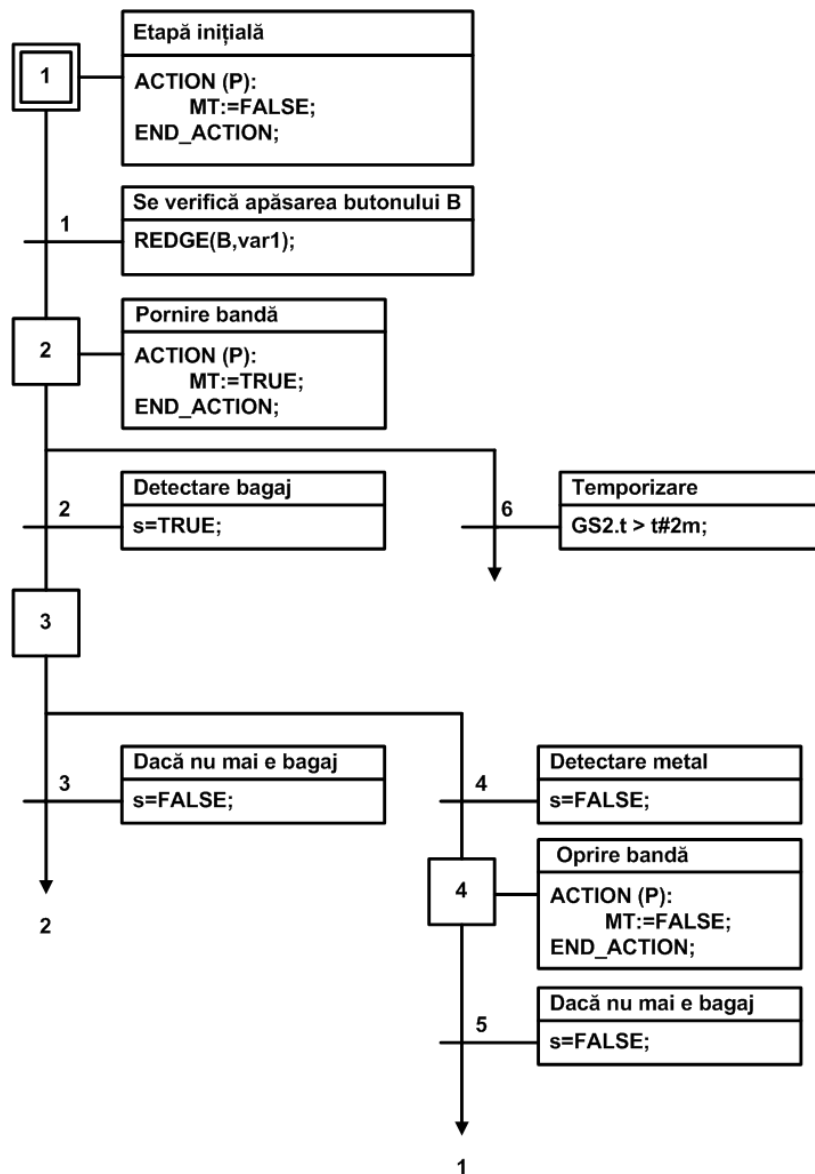 Etapă inițială
1
ACTION (P):
MT:=FALSE;
END_ACTION;
Se verifică apăsarea butonului B
1
REDGE(B,var1);
Pornire bandă
2
ACTION (P):
MT:=TRUE;
END_ACTION;
Detectare bagaj
2
s=TRUE;
Temporizare
6
GS2.t > t#2m;
3
Dacă nu mai e bagaj
3
s=FALSE;
Detectare metal
4
s=FALSE;
2
Oprire bandă
4
ACTION (P):
MT:=FALSE;
END_ACTION;
Dacă nu mai e bagaj
5
s=FALSE;
1